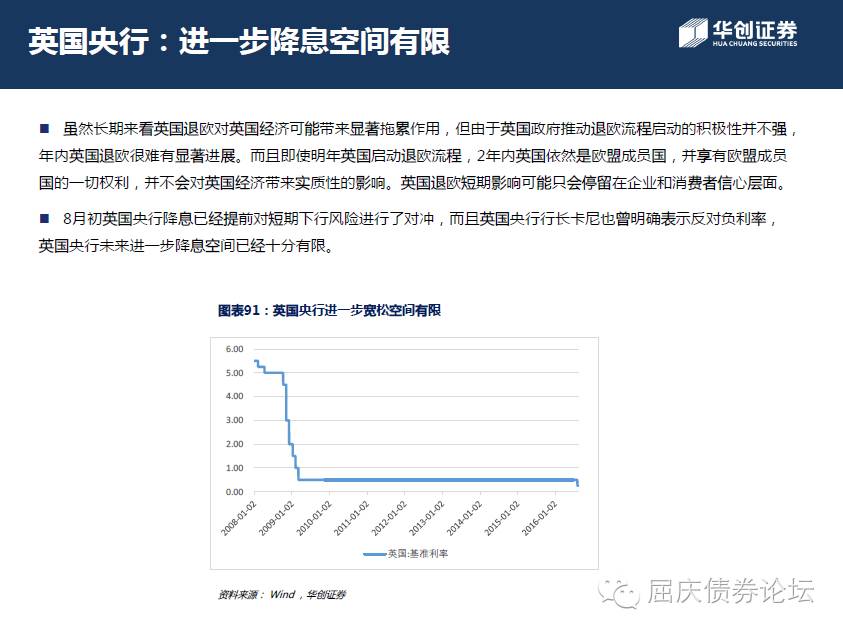 英国央行：进一步降息空间有限
华创证券
HUA CHUANG SECURITIES
■ 虽然长期来看英国退欧对英国经济可能带来显著拖累作用，但由于英国政府推动退欧流程启动的积极性并不强，
年内英国退欧很难有显著进展。而且即使明年英国启动退欧流程，2年内英国依然是欧盟成员国，并享有欧盟成员
国的一切权利，并不会对英国经济带来实质性的影响。英国退欧短期影响可能只会停留在企业和消费者信心层面。
■ 8月初英国央行降息已经提前对短期下行风险进行了对冲，而且英国央行行长卡尼也曾明确表示反对负利率，
英国央行未来进一步降息空间已经十分有限。
图表91：英国央行进一步宽松空间有限
6.00
5.00
4.00
3.00
2.00
1.00
0.00
2008-01-02
2009-01-02
2010-01-02
2011-01-02
2012-01-02
2013-01-02
2014-01-02
2015-01-02
2016-01-02
英国:基准利率
资料来源：Wind，华创证券
屈庆债券论坛